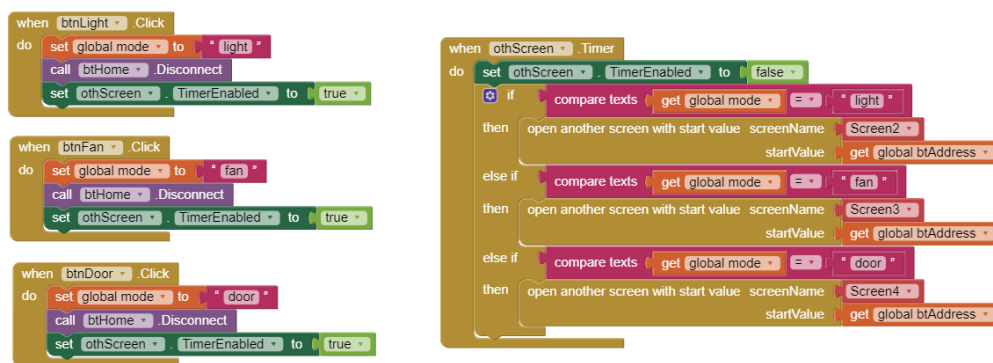 when btnLight .Click
do set global mode to " light "
call btHome .Disconnect
set othScreen . TimerEnabled to true
when btnFan .Click
do set global mode to " fan "
call btHome .Disconnect
set othScreen . TimerEnabled to true
when btnDoor .Click
do set global mode to " door "
call btHome .Disconnect
set othScreen . TimerEnabled to true
when othScreen .Timer
do set othScreen . TimerEnabled to false
if compare texts get global mode = " light "
then open another screen with start value screenName Screen2
startValue get global btAddress
else if compare texts get global mode = " fan "
then open another screen with start value screenName Screen3
startValue get global btAddress
else if compare texts get global mode = " door "
then open another screen with start value screenName Screen4
startValue get global btAddress